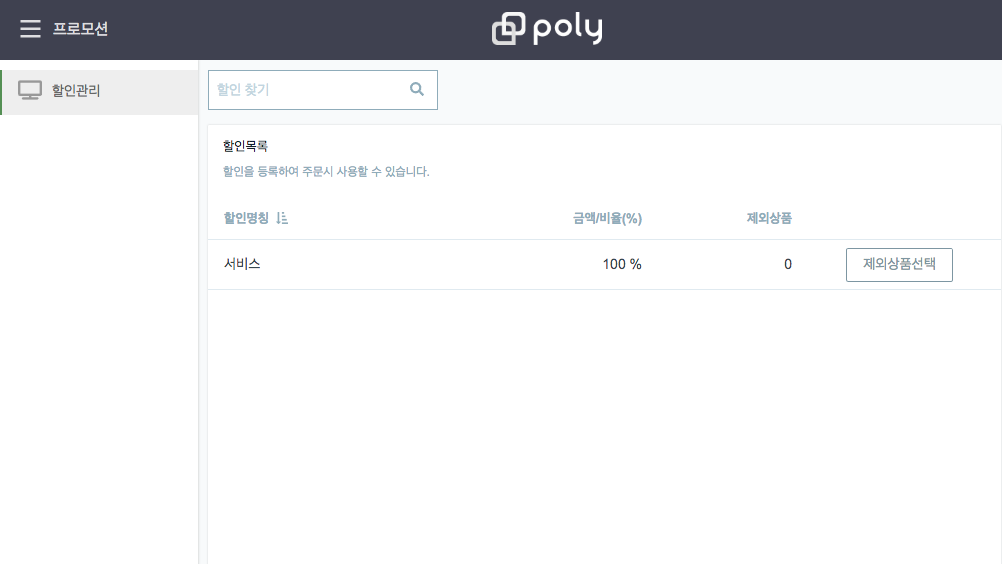 프로모션
poly
할인관리
할인 찾기
할인목록
할인을 등록하여 주문시 사용할 수 있습니다.
할인명칭 금액/비율(%) 제외상품
서비스 100 % 0 제외상품선택